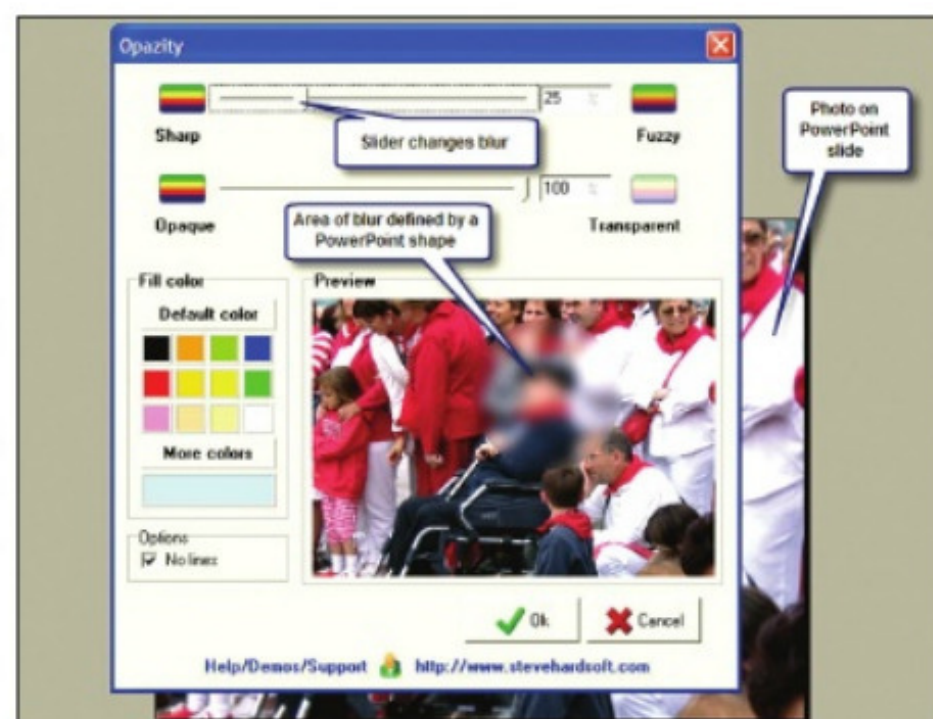 Opazity
25 %
Sharp
Fuzzy
Slider changes blur
Photo on
PowerPoint
slide
100 %
Opaque
Transparent
Area of blur defined by a
PowerPoint shape
Fill color
Default color
More colors
Preview
Options
No lines
Ok
Cancel
Help/Demos/Support
http://www.stevehardsoft.com